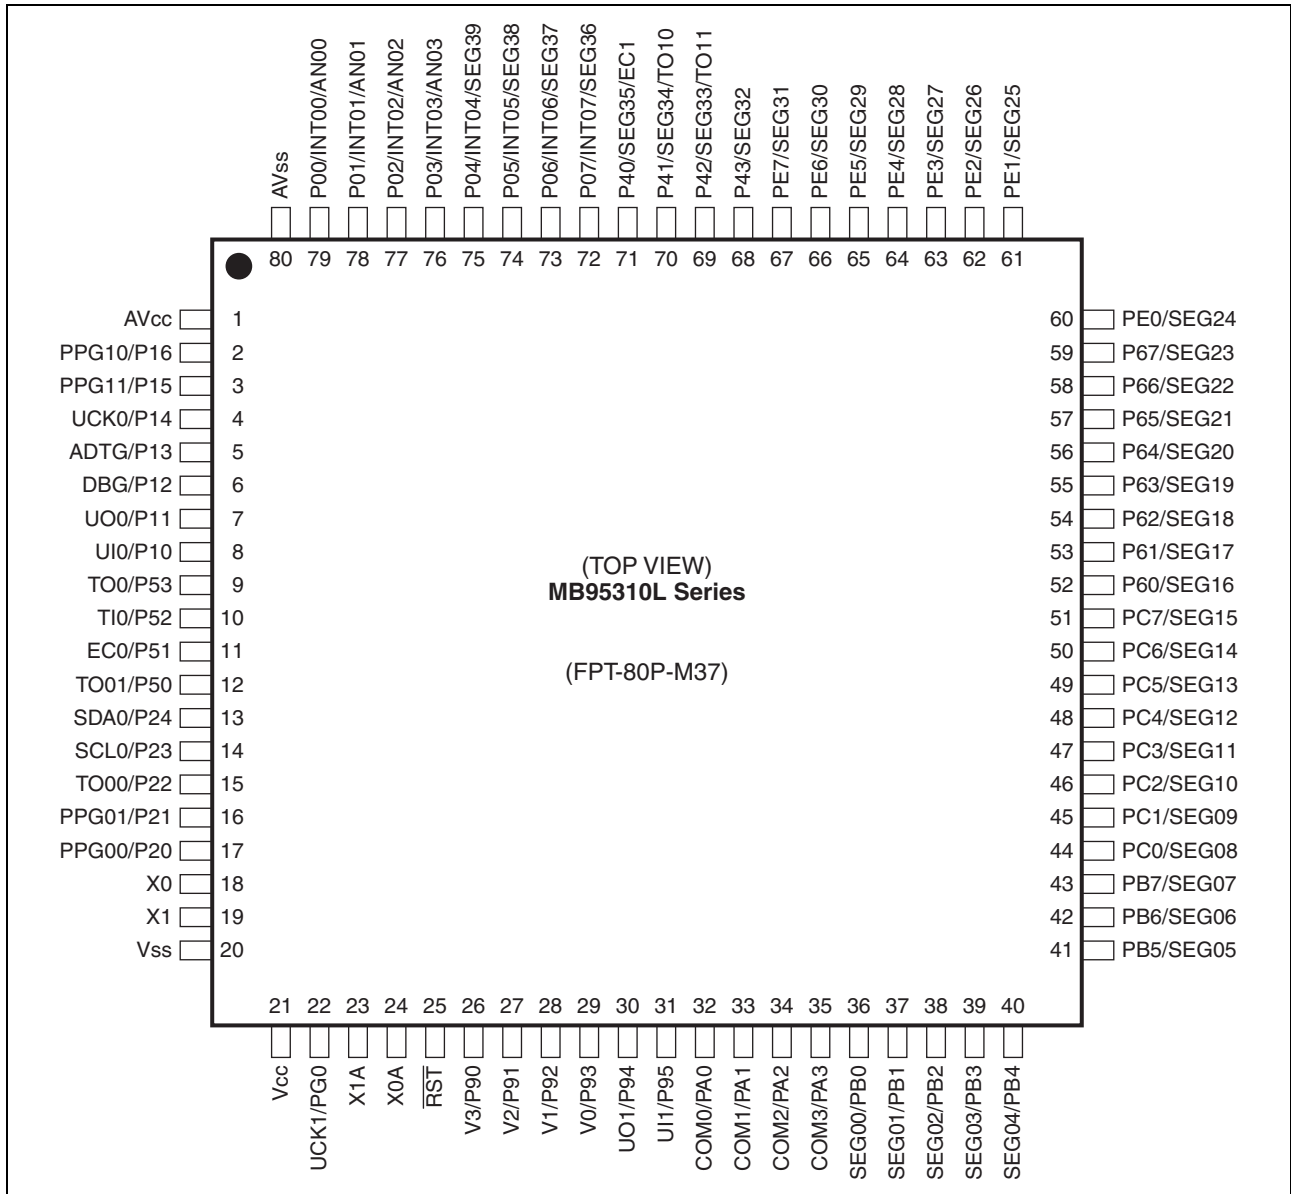 AVss
P00/INT00/AN00
P01/INT01/AN01
P02/INT02/AN02
P03/INT03/AN03
P04/INT04/SEG39
P05/INT05/SEG38
P06/INT06/SEG37
P07/INT07/SEG36
P40/SEG35/EC1
P41/SEG34/TO10
P42/SEG33/TO11
P43/SEG32
PE7/SEG31
PE6/SEG30
PE5/SEG29
PE4/SEG28
PE3/SEG27
PE2/SEG26
PE1/SEG25
80 79 78 77 76 75 74 73 72 71 70 69 68 67 66 65 64 63 62 61
AVcc 1
PPG10/P16 2
PPG11/P15 3
UCK0/P14 4
ADTG/P13 5
DBG/P12 6
UO0/P11 7
UI0/P10 8
TO0/P53 9
TI0/P52 10
EC0/P51 11
TO01/P50 12
SDA0/P24 13
SCL0/P23 14
TO00/P22 15
PPG01/P21 16
PPG00/P20 17
X0 18
X1 19
Vss 20
(TOP VIEW)
MB95310L Series
(FPT-80P-M37)
60 PE0/SEG24
59 P67/SEG23
58 P66/SEG22
57 P65/SEG21
56 P64/SEG20
55 P63/SEG19
54 P62/SEG18
53 P61/SEG17
52 P60/SEG16
51 PC7/SEG15
50 PC6/SEG14
49 PC5/SEG13
48 PC4/SEG12
47 PC3/SEG11
46 PC2/SEG10
45 PC1/SEG09
44 PC0/SEG08
43 PB7/SEG07
42 PB6/SEG06
41 PB5/SEG05
21 22 23 24 25 26 27 28 29 30 31 32 33 34 35 36 37 38 39 40
Vcc
UCK1/PG0
X1A
X0A
RST
V3/P90
V2/P91
V1/P92
V0/P93
UO1/P94
UI1/P95
COM0/PA0
COM1/PA1
COM2/PA2
COM3/PA3
SEG00/PB0
SEG01/PB1
SEG02/PB2
SEG03/PB3
SEG04/PB4